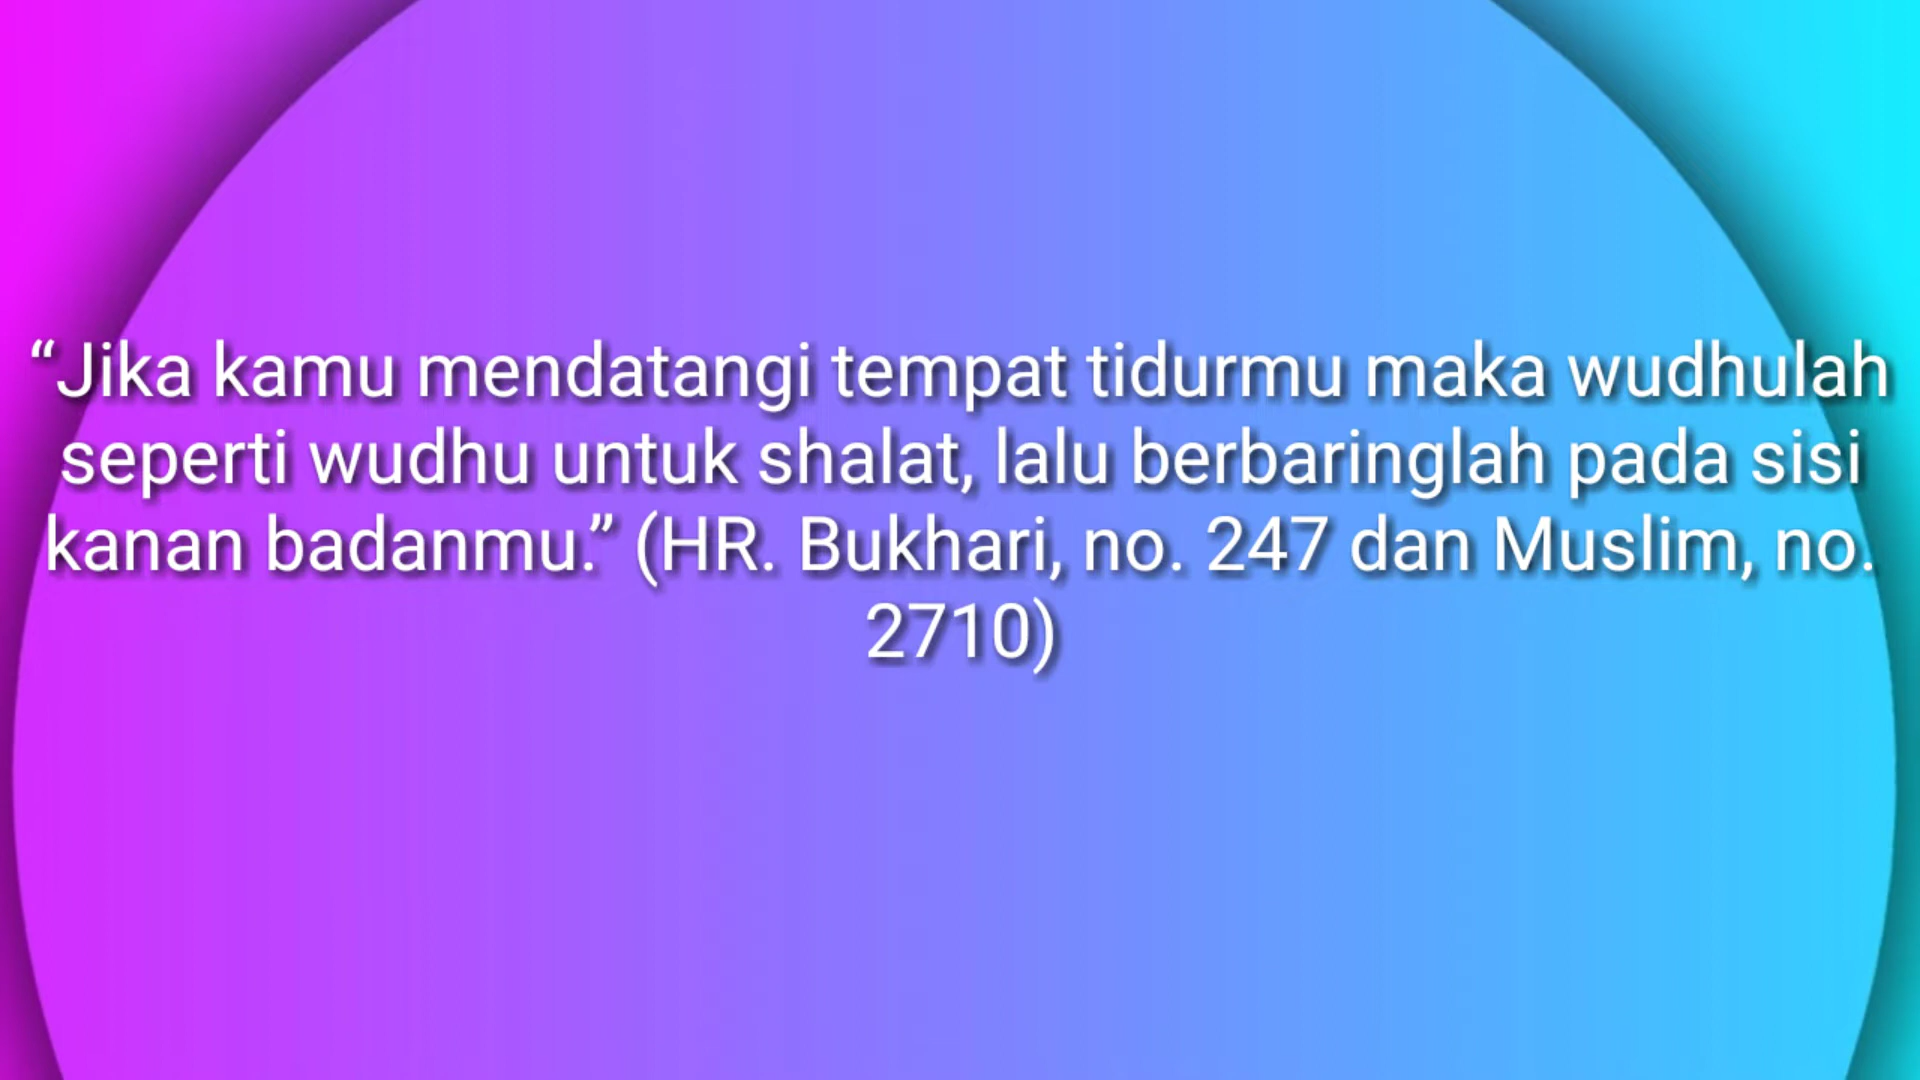 “Jika kamu mendatangi tempat tidurmu maka wudhulah
seperti wudhu untuk shalat, lalu berbaringlah pada sisi
kanan badanmu.” (HR. Bukhari, no. 247 dan Muslim, no.
2710)